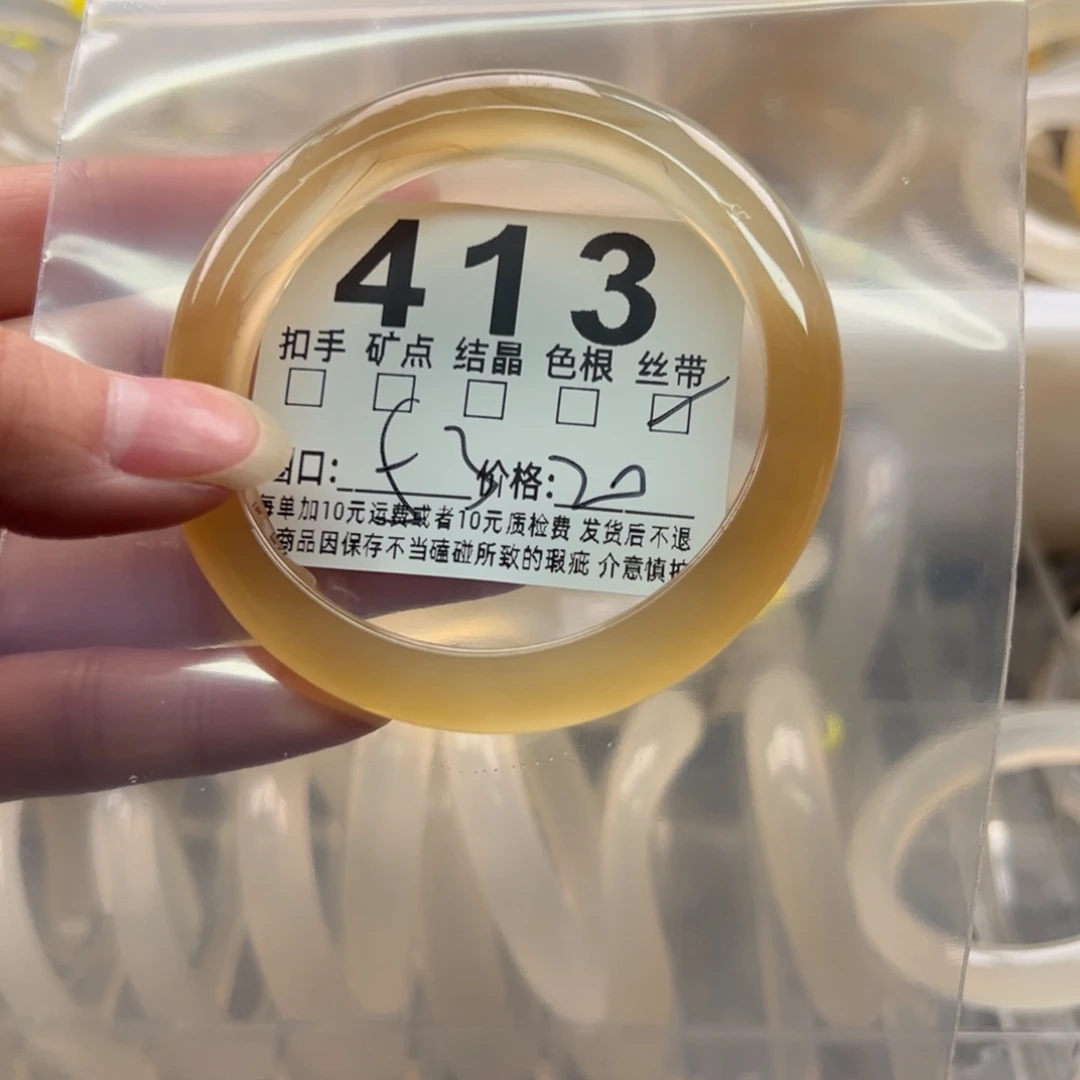 413
扣手 矿点 结晶 色根 丝带
口: 价格: 20
每单加10元运费或者10元质检费 发货后不退
商品因保存不当磕碰所致的瑕疵 介意慎